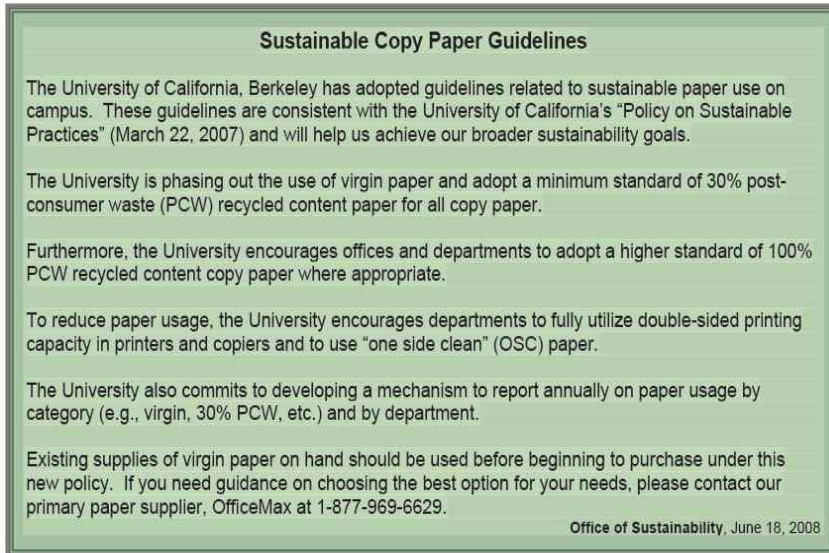 Sustainable Copy Paper Guidelines
The University of California, Berkeley has adopted guidelines related to sustainable paper use on
campus.  These guidelines are consistent with the University of California's “Policy on Sustainable
Practices” (March 22, 2007) and will help us achieve our broader sustainability goals.
The University is phasing out the use of virgin paper and adopt a minimum standard of 30% post-
consumer waste (PCW) recycled content paper for all copy paper.
Furthermore, the University encourages offices and departments to adopt a higher standard of 100%
PCW recycled content copy paper where appropriate.
To reduce paper usage, the University encourages departments to fully utilize double-sided printing
capacity in printers and copiers and to use “one side clean” (OSC) paper.
The University also commits to developing a mechanism to report annually on paper usage by
category (e.g., virgin, 30% PCW, etc.) and by department.
Existing supplies of virgin paper on hand should be used before beginning to purchase under this
new policy.  If you need guidance on choosing the best option for your needs, please contact our
primary paper supplier, OfficeMax at 1-877-969-6629.
Office of Sustainability, June 18, 2008